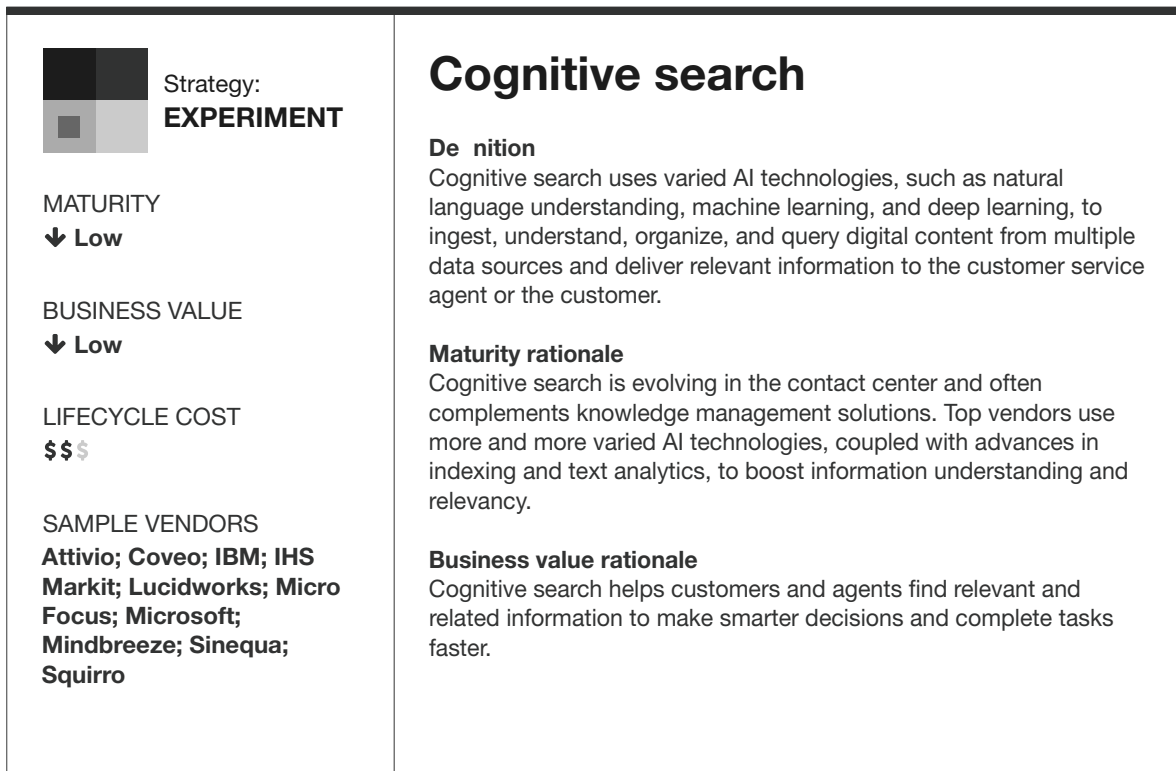 Strategy:
EXPERIMENT
MATURITY
Low
BUSINESS VALUE
Low
LIFECYCLE COST
$$$
SAMPLE VENDORS
Attivio; Coveo; IBM; IHS
Markit; Lucidworks; Micro
Focus; Microsoft;
Mindbreeze; Sinequa;
Squirro
Cognitive search
De nition
Cognitive search uses varied AI technologies, such as natural
language understanding, machine learning, and deep learning, to
ingest, understand, organize, and query digital content from multiple
data sources and deliver relevant information to the customer service
agent or the customer.
Maturity rationale
Cognitive search is evolving in the contact center and often
complements knowledge management solutions. Top vendors use
more and more varied AI technologies, coupled with advances in
indexing and text analytics, to boost information understanding and
relevancy.
Business value rationale
Cognitive search helps customers and agents find relevant and
related information to make smarter decisions and complete tasks
faster.